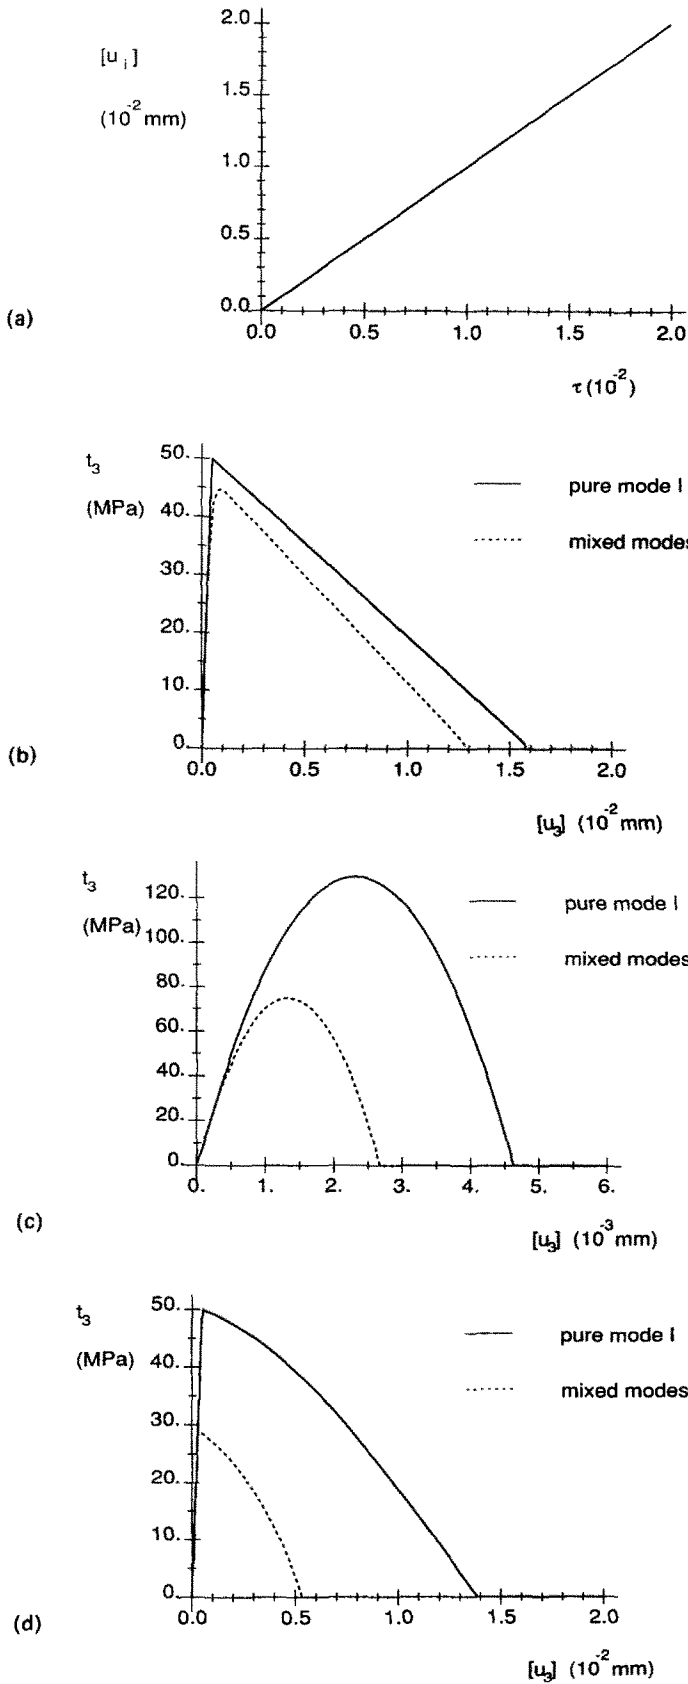 2.0
[u_i]
1.5
(10^-2 mm)
1.0
0.5
0.0
(a)
0.0 0.5 1.0 1.5 2.0
τ (10^-2)
t_3 50.
(MPa)
pure mode I
40.
mixed modes
30.
20.
10.
0.
(b)
0.0 0.5 1.0 1.5 2.0
[u_3] (10^-2 mm)
t_3
120.
pure mode I
(MPa)
100.
mixed modes
80.
60.
40.
20.
0.
0. 1. 2. 3. 4. 5. 6.
(c)
[u_3] (10^-3 mm)
t_3 50.
pure mode I
(MPa)
40.
mixed modes
30.
20.
10.
0.
0.0 0.5 1.0 1.5 2.0
(d)
[u_3] (10^-2 mm)